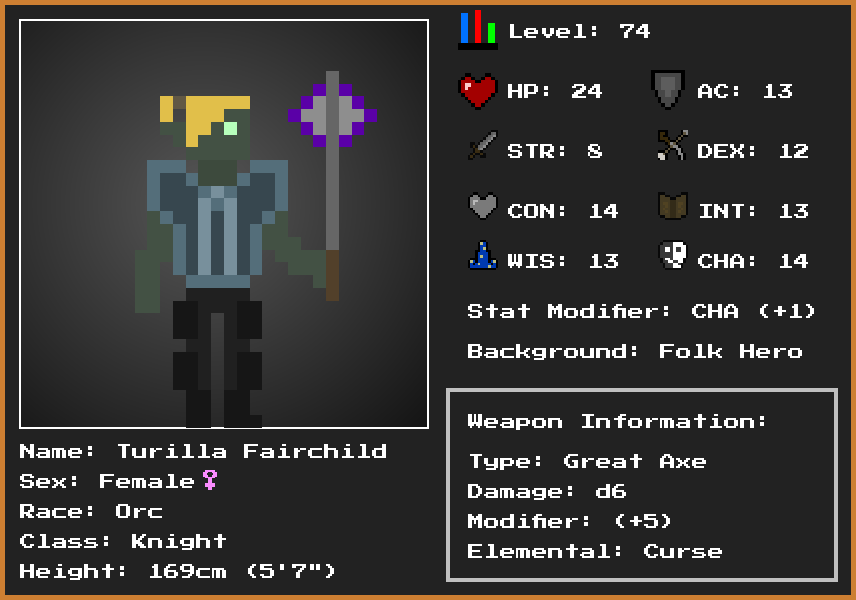 Level: 74
HP: 24
AC: 13
STR: 8
DEX: 12
CON: 14
INT: 13
WIS: 13
CHA: 14
Stat Modifier: CHA (+1)
Background: Folk Hero
Weapon Information:
Type: Great Axe
Damage: d6
Modifier: (+5)
Elemental: Curse
Name: Turilla Fairchild
Sex: Female♀
Race: Orc
Class: Knight
Height: 169cm (5'7")